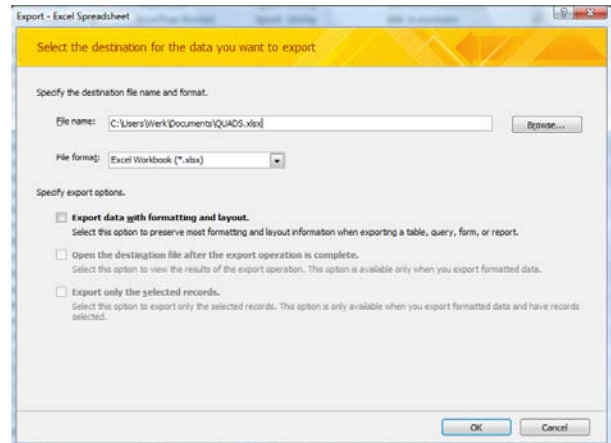 Export - Excel Spreadsheet
Select the destination for the data you want to export
Specify the destination file name and format.
File name: C:\Users\Werk\Documents\QUADS.xlsx Browse...
File format: Excel Workbook (*.xlsx)
Specify export options.
Export data with formatting and layout.
Select this option to preserve most formatting and layout information when exporting a table, query, form, or report.
Open the destination file after the export operation is complete.
Select this option to view the results of the export operation. This option is available only when you export formatted data.
Export only the selected records.
Select this option to export only the selected records. This option is only available when you export formatted data and have records
selected.
OK Cancel